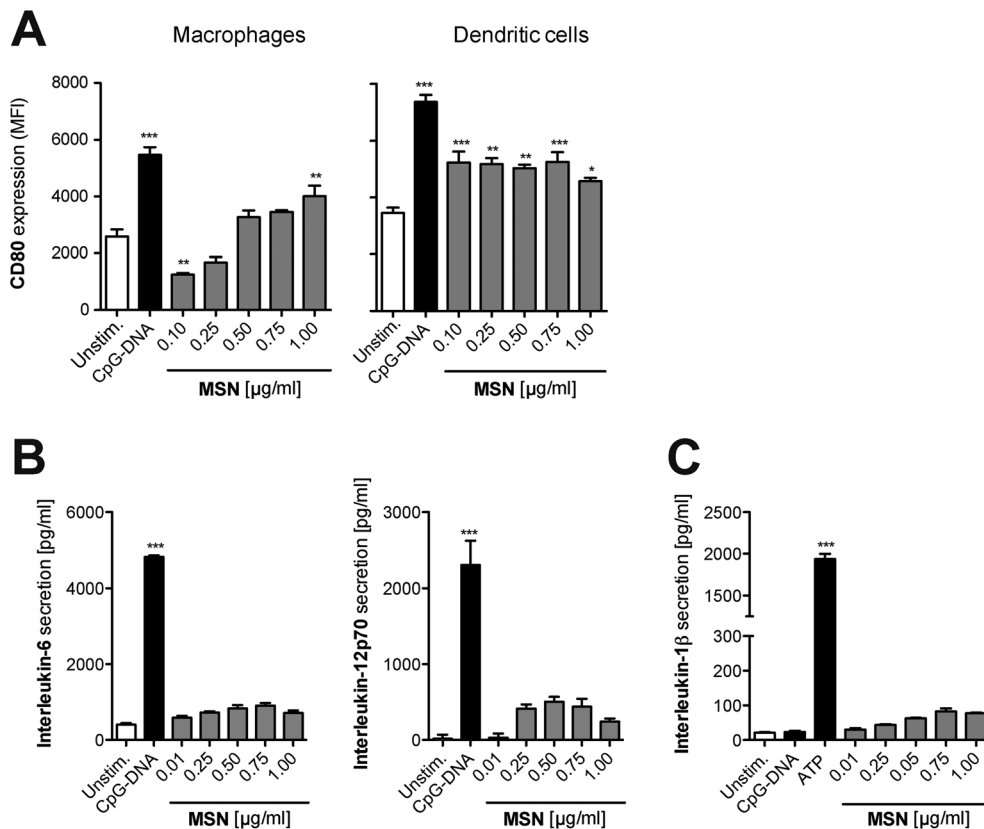 A
Macrophages
Dendritic cells
CD80 expression (MFI)
8000
6000
4000
2000
0
***
**
**
***
***
**
**
***
*
Unstim.
CpG-DNA
0.10
0.25
0.50
0.75
1.00
MSN [µg/ml]
Unstim.
CpG-DNA
0.10
0.25
0.50
0.75
1.00
MSN [µg/ml]
B
Interleukin-6 secretion [pg/ml]
6000
4000
2000
0
***
Unstim.
CpG-DNA
0.01
0.25
0.50
0.75
1.00
MSN [µg/ml]
Interleukin-12p70 secretion [pg/ml]
3000
2000
1000
0
***
Unstim.
CpG-DNA
0.01
0.25
0.50
0.75
1.00
MSN [µg/ml]
C
Interleukin-1β secretion [pg/ml]
2500
2000
1500
1000
300
200
100
0
***
Unstim.
CpG-DNA
ATP
0.01
0.25
0.05
0.75
1.00
MSN [µg/ml]